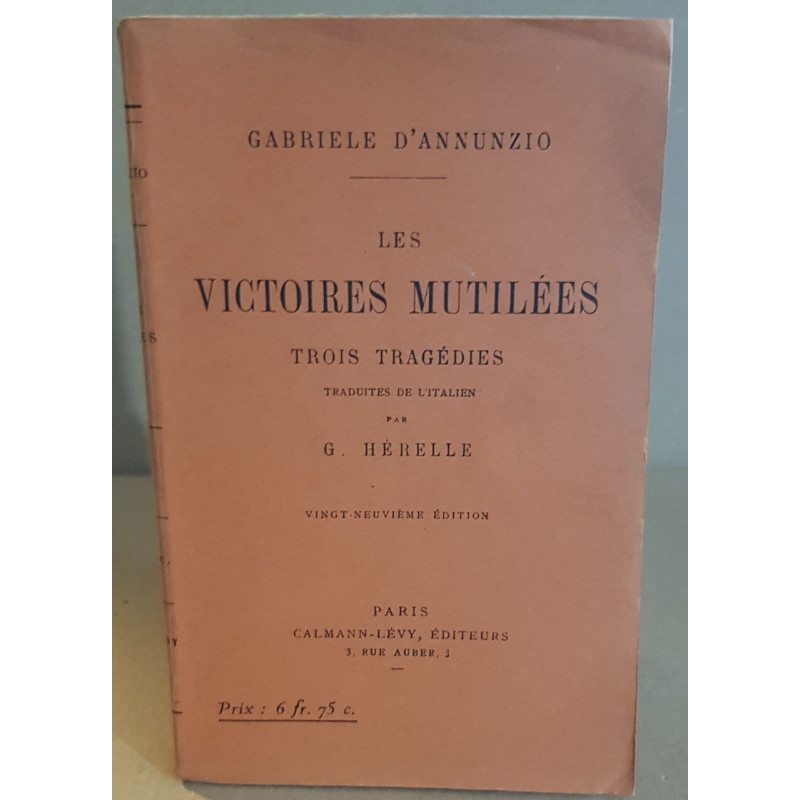 GABRIELE D'ANNUNZIO
LES
VICTOIRES MUTILÉES
TROIS TRAGÉDIES
TRADUITES DE L'ITALIEN
PAR
G. HÉRELLE
VINGT-NEUVIÈME ÉDITION
PARIS
CALMANN-LÉVY, ÉDITEURS
3, RUE AUBER, 3
Prix : 6 fr. 75 c.